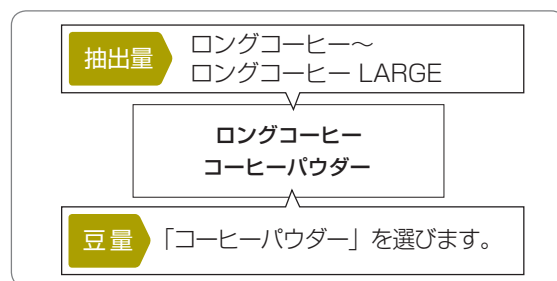 抽出量
ロングコーヒー〜
ロングコーヒー LARGE
ロングコーヒー
コーヒーパウダー
豆量
「コーヒーパウダー」を選びます。